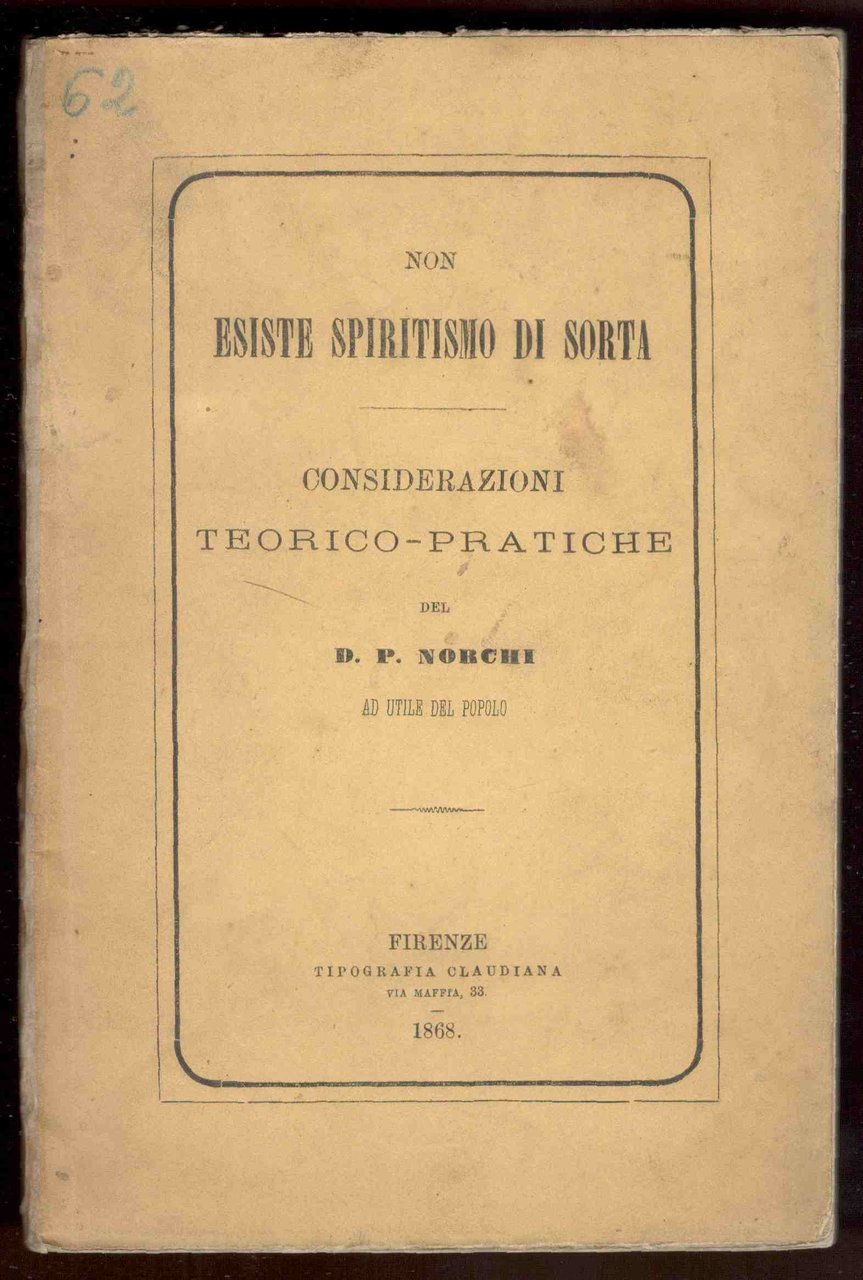 62
NON
ESISTE SPIRITISMO DI SORTA
CONSIDERAZIONI
TEORICO-PRATICHE
DEL
D. P. NORCHI
AD UTILE DEL POPOLO
FIRENZE
TIPOGRAFIA CLAUDIANA
VIA MAFFIA, 33.
1868.